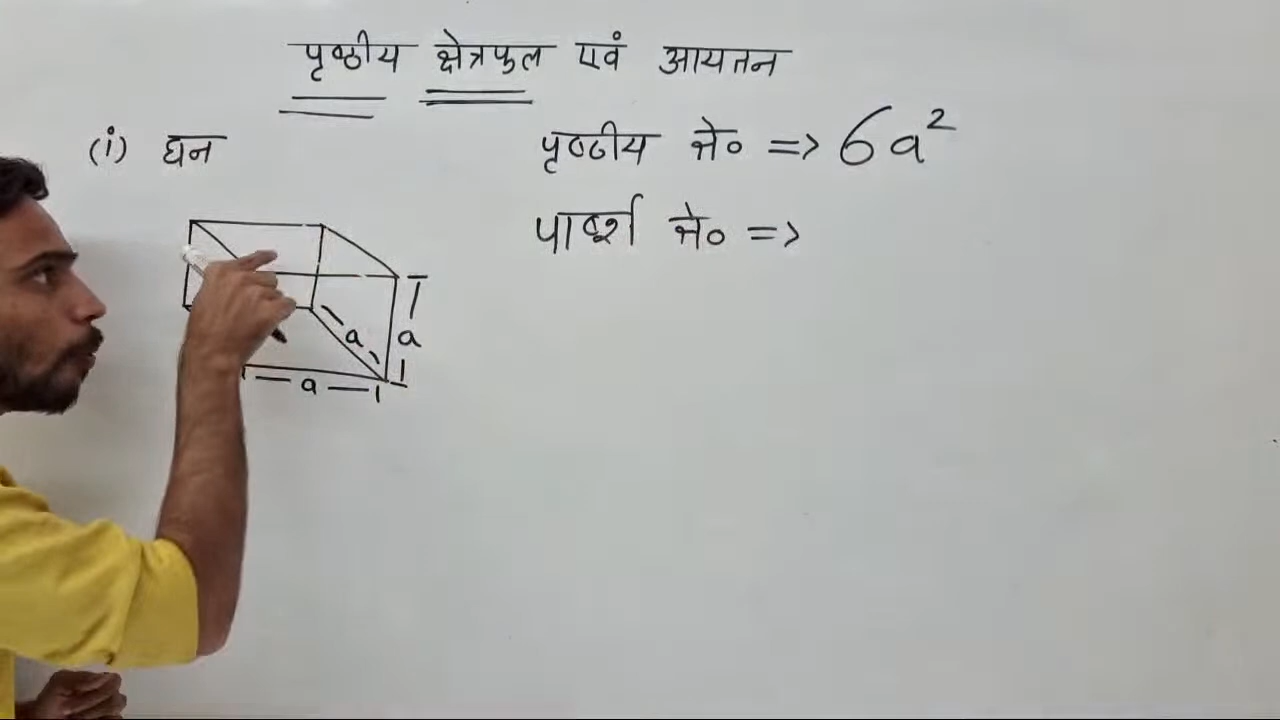 पृष्ठीय क्षेत्रफल एवं आयतन
(i) घन
पृष्ठीय क्षे० => 6a²
पार्श्व क्षे० =>
a
a
a